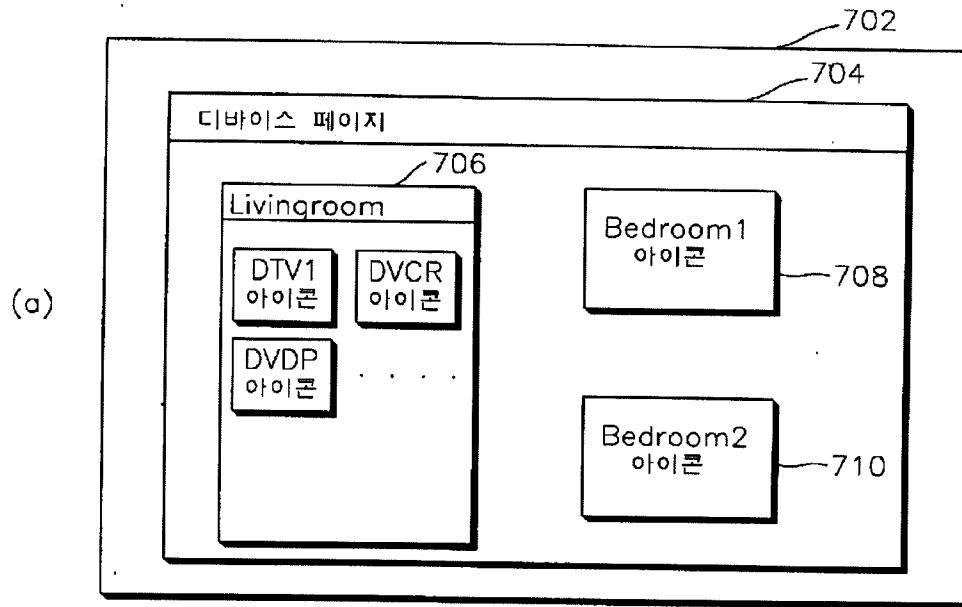 702
704
디바이스 페이지
706
Livingroom
DTV1
아이콘
DVCR
아이콘
DVDP
아이콘
. . . .
Bedroom1
아이콘
708
(a)
Bedroom2
아이콘
710